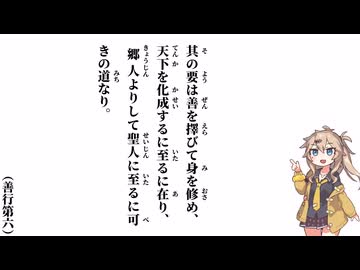 其の要は善を擇びて身を修め、
天下を化成するに至るに在り、
郷人よりして聖人に至るに可
きの道なり。
(善行第六)